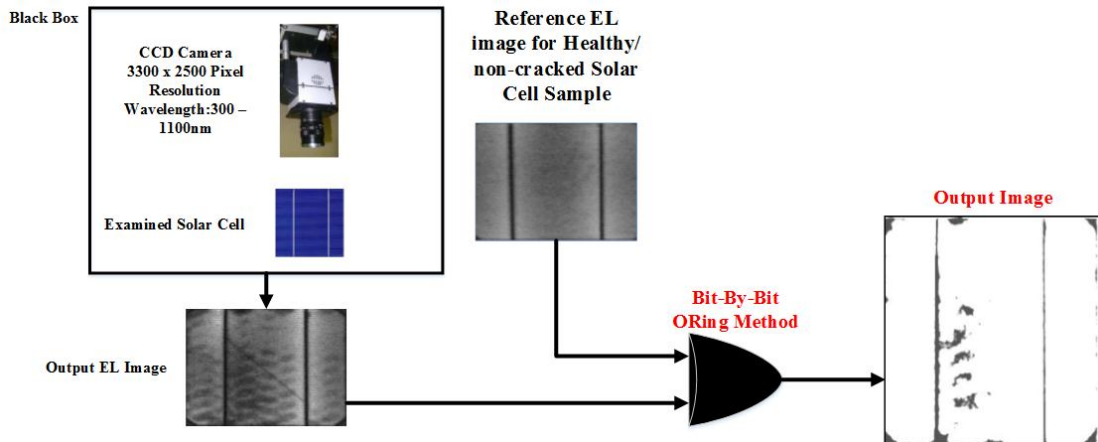 Black Box
CCD Camera
3300 x 2500 Pixel
Resolution
Wavelength:300 –
1100nm
Examined Solar Cell
Output EL Image
Reference EL
image for Healthy/
non-cracked Solar
Cell Sample
Bit-By-Bit
ORing Method
Output Image